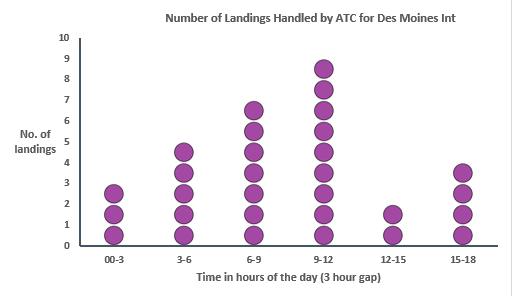 Number of Landings Handled by ATC for Des Moines Int
10
9
8
7
6
5
4
3
2
1
0
No. of
landings
00-3 3-6 6-9 9-12 12-15 15-18
Time in hours of the day (3 hour gap)